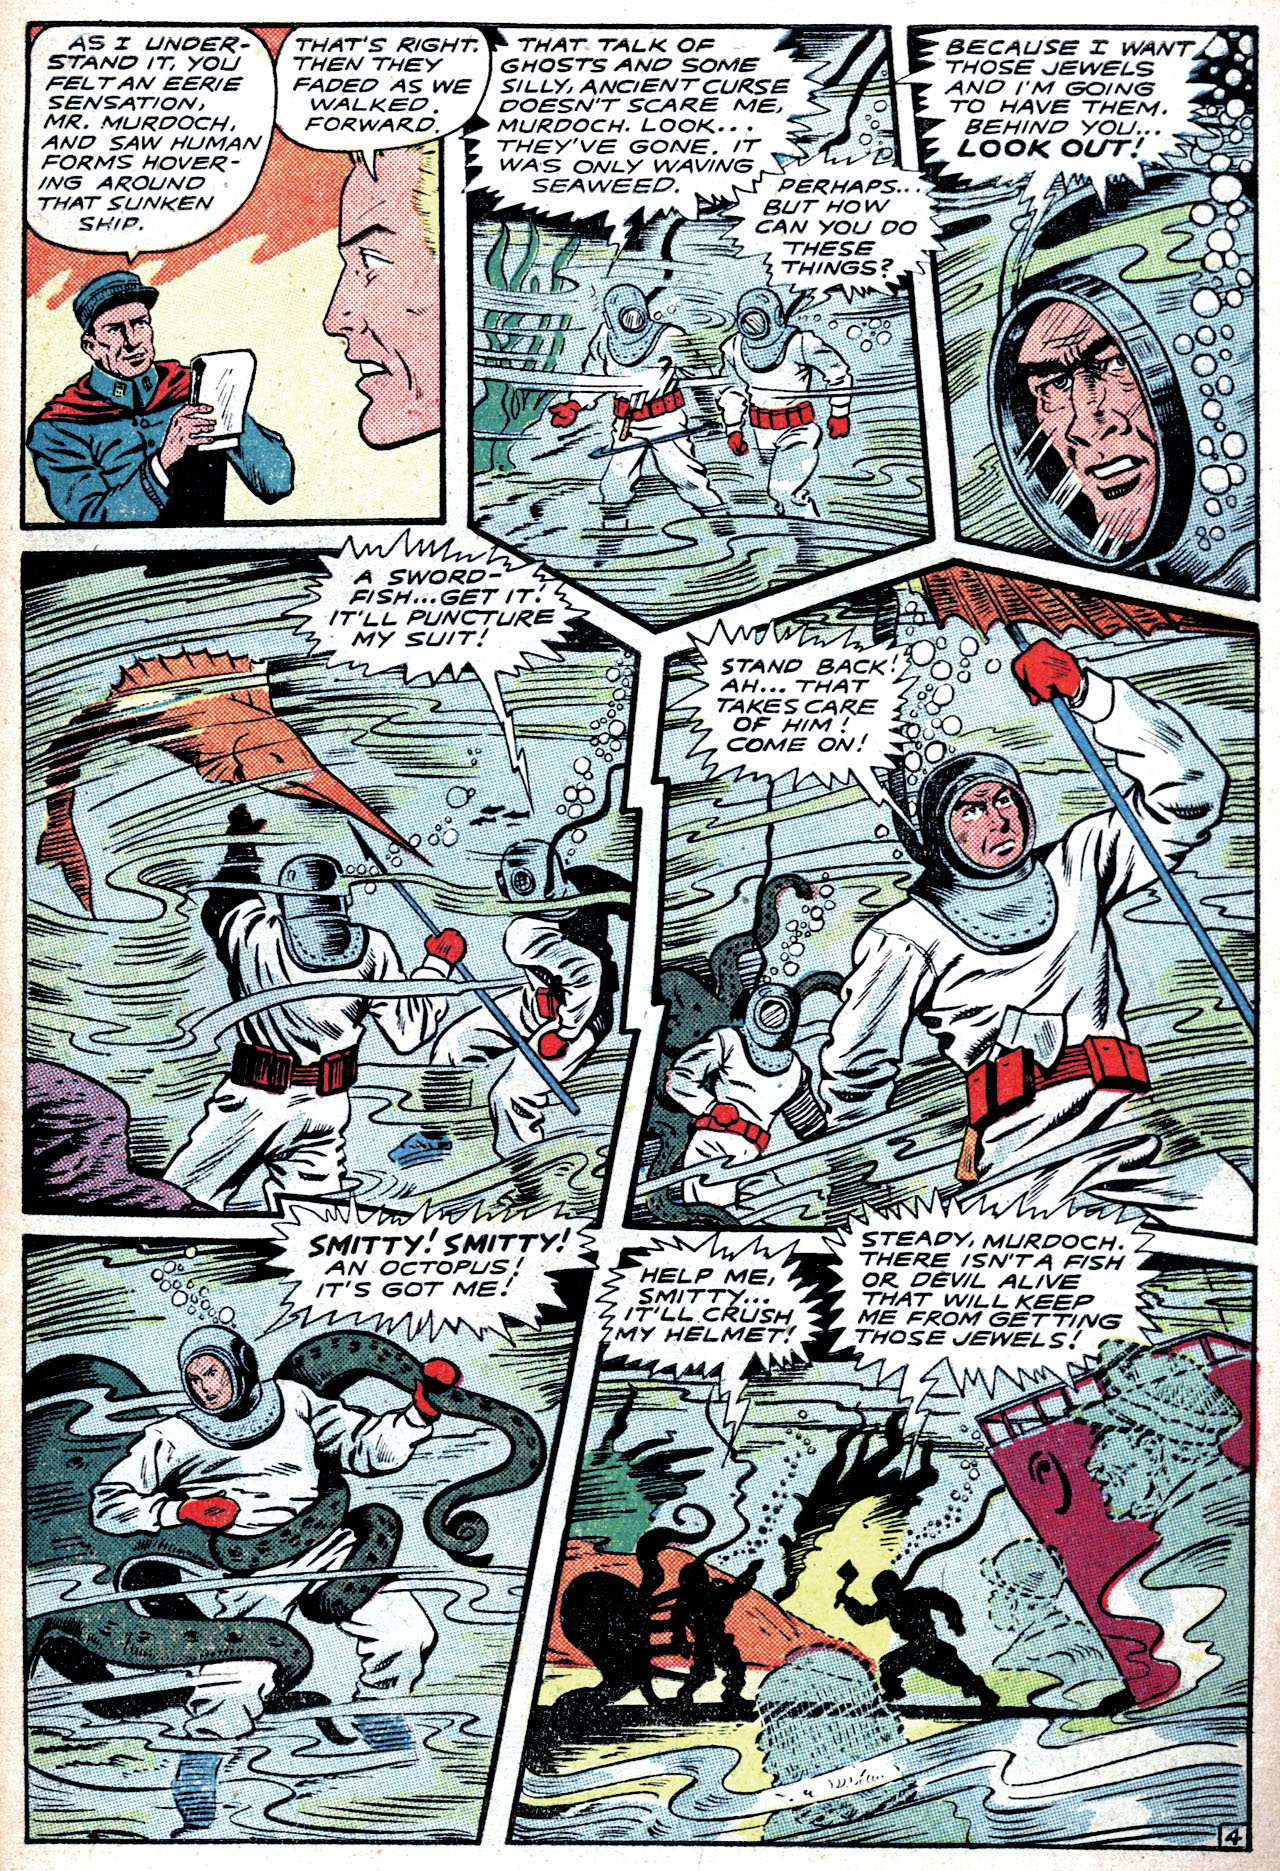 AS I UNDER-
STAND IT, YOU
FELT AN EERIE
SENSATION,
MR. MURDOCH,
AND SAW HUMAN
FORMS HOVER-
ING AROUND
THAT SUNKEN
SHIP.
THAT'S RIGHT.
THEN THEY
FADED AS WE
WALKED.
FORWARD.
THAT TALK OF
GHOSTS AND SOME
SILLY, ANCIENT CURSE
DOESN'T SCARE ME,
MURDOCH. LOOK...
THEY'VE GONE. IT
WAS ONLY WAVING
SEAWEED.
PERHAPS...
BUT HOW
CAN YOU DO
THESE
THINGS?
BECAUSE I WANT
THOSE JEWELS
AND I'M GOING
TO HAVE THEM.
BEHIND YOU...
LOOK OUT!
A SWORD-
FISH...GET IT!
IT'LL PUNCTURE
MY SUIT!
STAND BACK!
AH... THAT
TAKES CARE
OF HIM!
COME ON!
SMITTY! SMITTY!
AN OCTOPUS!
IT'S GOT ME!
HELP ME,
SMITTY...
IT'LL CRUSH
MY HELMET!
STEADY, MURDOCH.
THERE ISN'T A FISH
OR DEVIL ALIVE
THAT WILL KEEP
ME FROM GETTING
THOSE JEWELS!
4